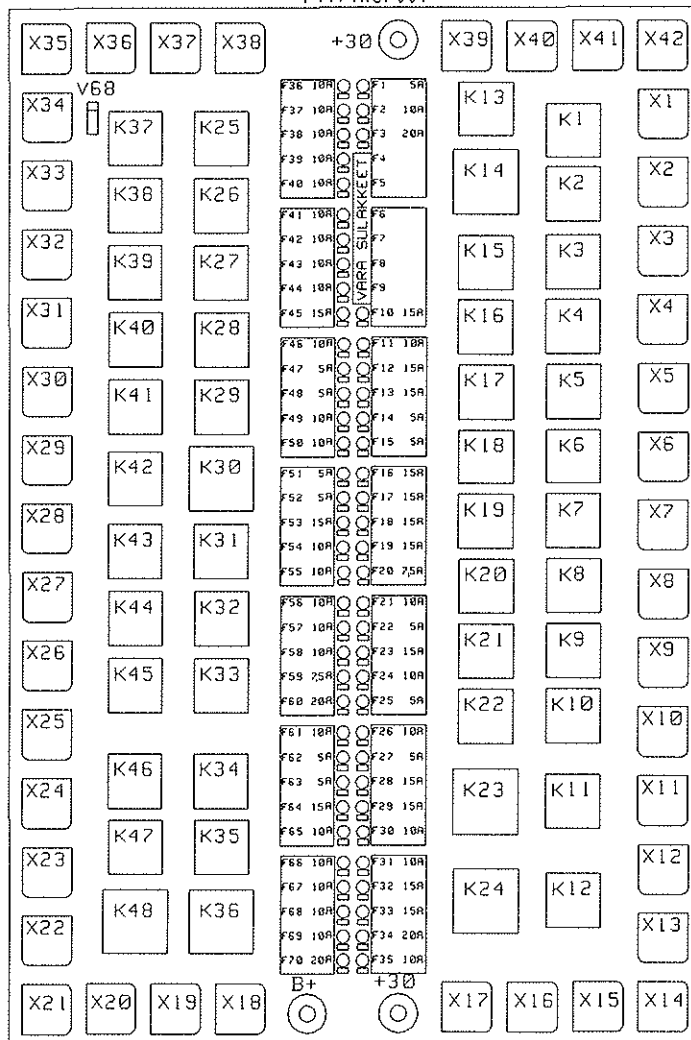 X35 X36 X37 X38 +30 X39 X40 X41 X42
V68
X34 K37 K25 F36 10A F1 5A K13 K1 X1
F37 10A F2 10A
F38 10A F3 20A
X33 K38 K26 F39 10A F4 K14 K2 X2
F40 10A F5
VARA SULAKKEET
X32 K39 K27 F41 10A F6 K15 K3 X3
F42 10A F7
F43 10A F8
F44 10A F9
X31 K40 K28 F45 15A F10 15A K16 K4 X4
X30 K41 K29 F46 10A F11 10A K17 K5 X5
F47 5A F12 15A
F48 5A F13 15A
F49 10A F14 5A
X29 K42 K30 F50 10A F15 5A K18 K6 X6
X28 K43 K31 F51 5A F16 15A K19 K7 X7
F52 5A F17 15A
F53 15A F18 15A
F54 10A F19 15A
X27 K44 K32 F55 10A F20 7,5A K20 K8 X8
X26 K45 K33 F56 10A F21 10A K21 K9 X9
F57 10A F22 5A
F58 10A F23 15A
F59 7,5A F24 10A
X25 F60 20A F25 5A K22 K10 X10
X24 K46 K34 F61 10A F26 10A K23 K11 X11
F62 5A F27 5A
F63 5A F28 15A
F64 15A F29 15A
X23 K47 K35 F65 10A F30 10A X12
X22 K48 K36 F66 10A F31 10A K24 K12 X13
F67 10A F32 15A
F68 10A F33 15A
F69 10A F34 20A
F70 20A F35 10A
B+ +30
X21 X20 X19 X18 X17 X16 X15 X14